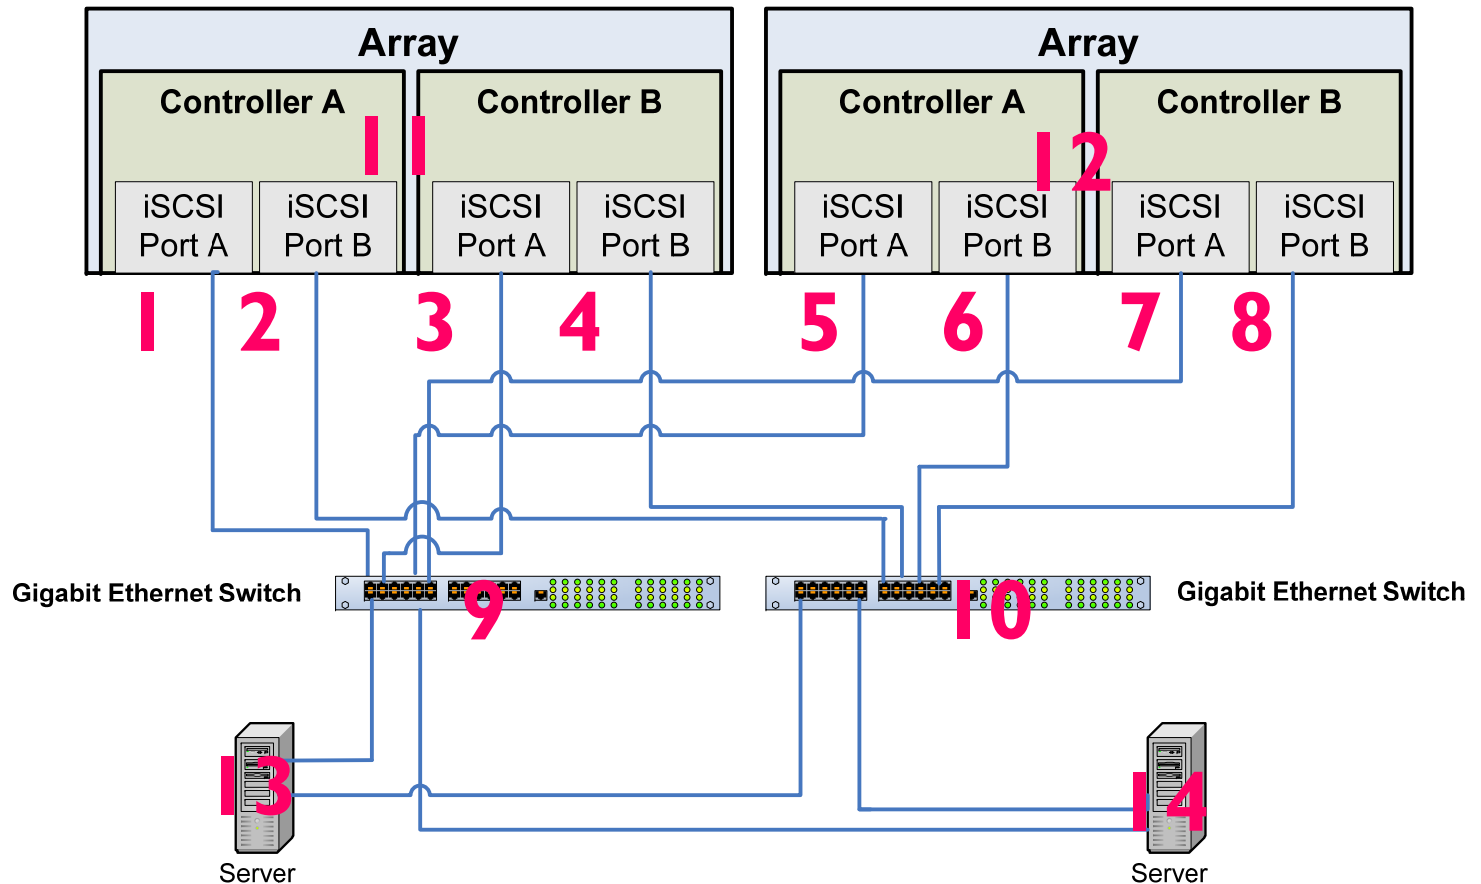 Array
Array
Controller A
Controller B
Controller A
Controller B
11
12
iSCSI
Port A
iSCSI
Port B
iSCSI
Port A
iSCSI
Port B
iSCSI
Port A
iSCSI
Port B
iSCSI
Port A
iSCSI
Port B
1
2
3
4
5
6
7
8
Gigabit Ethernet Switch
9
10
Gigabit Ethernet Switch
13
14
Server
Server